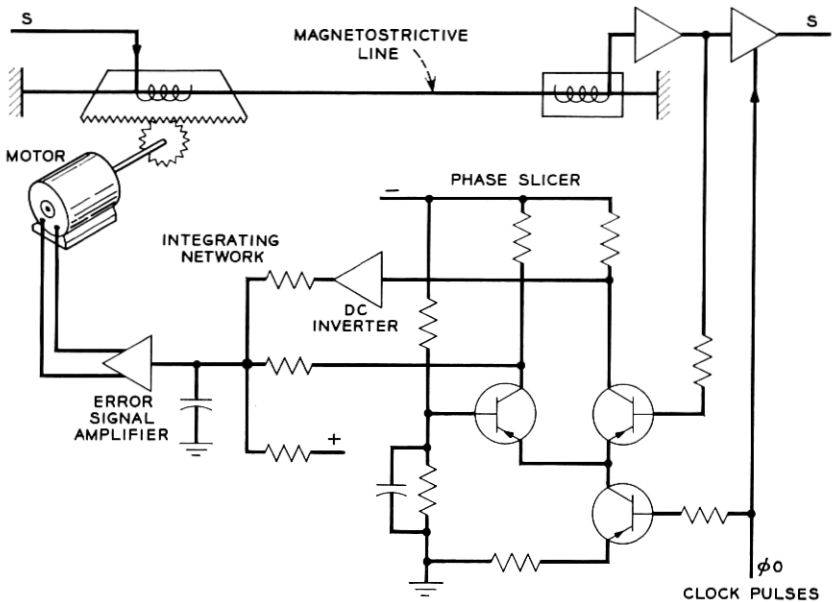 S
S
MAGNETOSTRICTIVE
LINE
MOTOR
PHASE SLICER
−
INTEGRATING
NETWORK
DC
INVERTER
ERROR
SIGNAL
AMPLIFIER
+
φ0
CLOCK PULSES